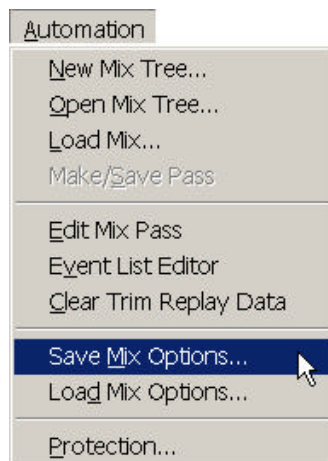 Automation
New Mix Tree...
Open Mix Tree...
Load Mix...
Make/Save Pass
Edit Mix Pass
Event List Editor
Clear Trim Replay Data
Save Mix Options...
Load Mix Options...
Protection...